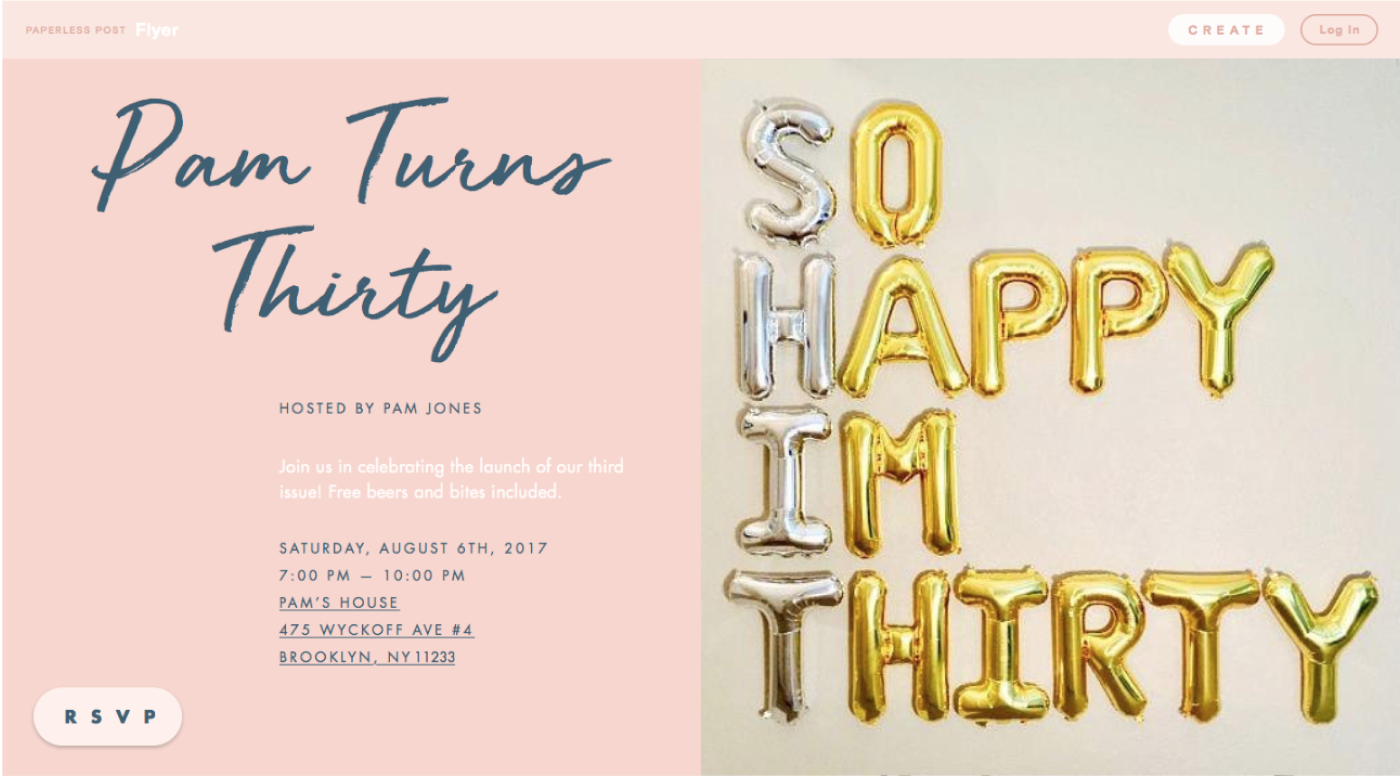 PAPERLESS POST Flyer
CREATE
Log In
Pam Turns
Thirty
HOSTED BY PAM JONES
Join us in celebrating the launch of our third
issue! Free beers and bites included.
SATURDAY, AUGUST 6TH, 2017
7:00 PM — 10:00 PM
PAM'S HOUSE
475 WYCKOFF AVE #4
BROOKLYN, NY 11233
RSVP
SO
HAPPY
IM
THIRTY